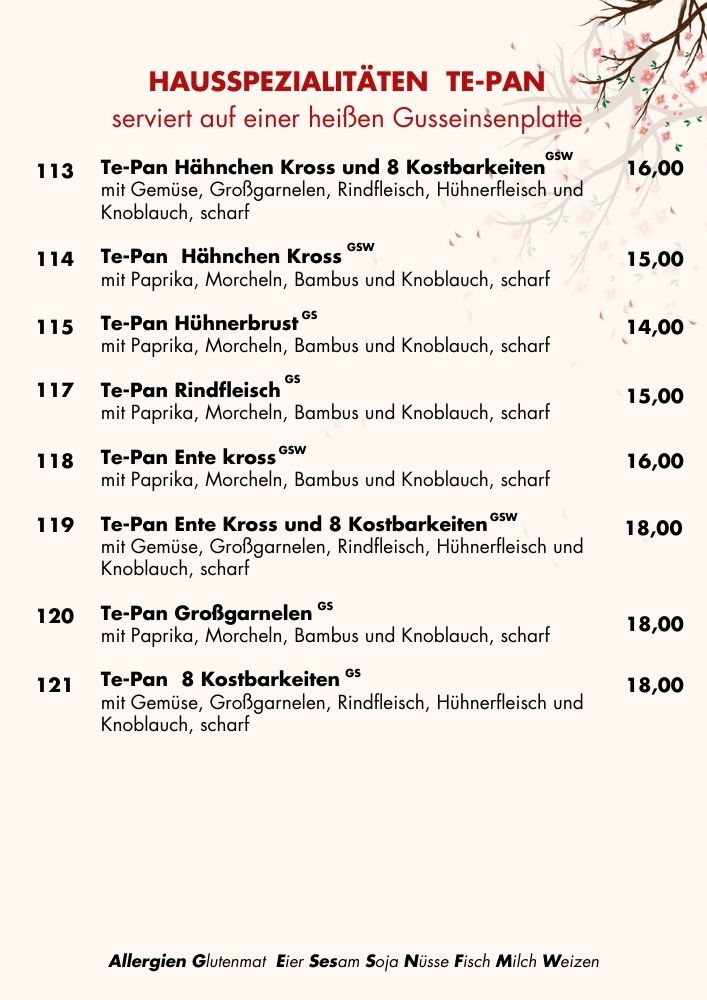 HAUSSPEZIALITÄTEN TE-PAN
serviert auf einer heißen Gusseinsenplatte
113 Te-Pan Hähnchen Kross und 8 Kostbarkeiten GSW 16,00
mit Gemüse, Großgarnelen, Rindfleisch, Hühnerfleisch und
Knoblauch, scharf
114 Te-Pan Hähnchen Kross GSW 15,00
mit Paprika, Morcheln, Bambus und Knoblauch, scharf
115 Te-Pan Hühnerbrust GS 14,00
mit Paprika, Morcheln, Bambus und Knoblauch, scharf
117 Te-Pan Rindfleisch GS 15,00
mit Paprika, Morcheln, Bambus und Knoblauch, scharf
118 Te-Pan Ente kross GSW 16,00
mit Paprika, Morcheln, Bambus und Knoblauch, scharf
119 Te-Pan Ente Kross und 8 Kostbarkeiten GSW 18,00
mit Gemüse, Großgarnelen, Rindfleisch, Hühnerfleisch und
Knoblauch, scharf
120 Te-Pan Großgarnelen GS 18,00
mit Paprika, Morcheln, Bambus und Knoblauch, scharf
121 Te-Pan 8 Kostbarkeiten GS 18,00
mit Gemüse, Großgarnelen, Rindfleisch, Hühnerfleisch und
Knoblauch, scharf
Allergien Glutenmat Eier Sesam Soja Nüsse Fisch Milch Weizen